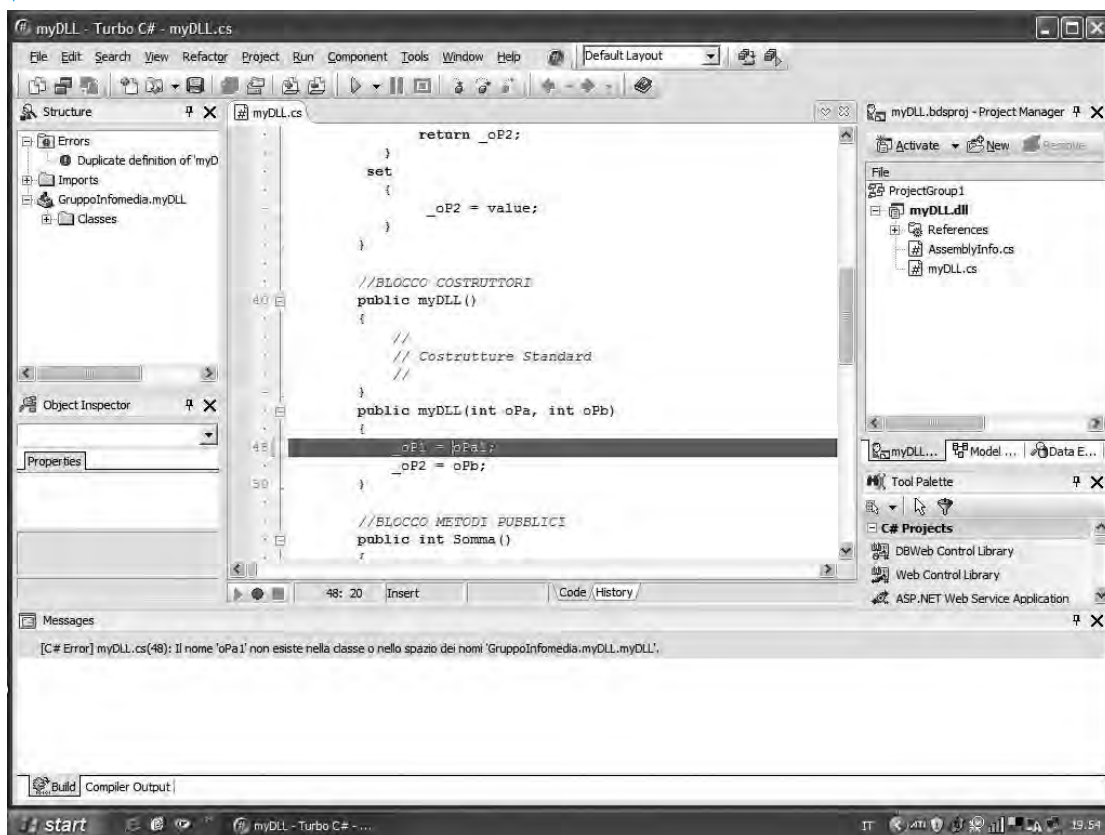 myDLL - Turbo C# - myDLL.cs
File Edit Search View Refactor Project Run Component Tools Window Help
Default Layout
Structure
Errors
Duplicate definition of 'myD
Imports
GruppoInfomedia.myDLL
Classes
Object Inspector
Properties
myDLL.cs
return _oP2;
}
set
{
_oP2 = value;
}
}
//BLOCCO COSTRUTTORI
40
public myDLL()
{
//
// Costrutture Standard
//
}
public myDLL(int oPa, int oPb)
{
48
_oP1 = oPa1;
_oP2 = oPb;
50
}
//BLOCCO METODI PUBBLICI
public int Somma()
{
48: 20 Insert
Code History
myDLL.bdsproj - Project Manager
Activate New Remove
File
ProjectGroup1
myDLL.dll
References
AssemblyInfo.cs
myDLL.cs
myDLL... Model ... Data E...
Tool Palette
C# Projects
DBWeb Control Library
Web Control Library
ASP.NET Web Service Application
Messages
[C# Error] myDLL.cs(48): Il nome 'oPa1' non esiste nella classe o nello spazio dei nomi 'GruppoInfomedia.myDLL.myDLL'.
Build Compiler Output
start
myDLL - Turbo C# - ...
IT
ATI
19.54